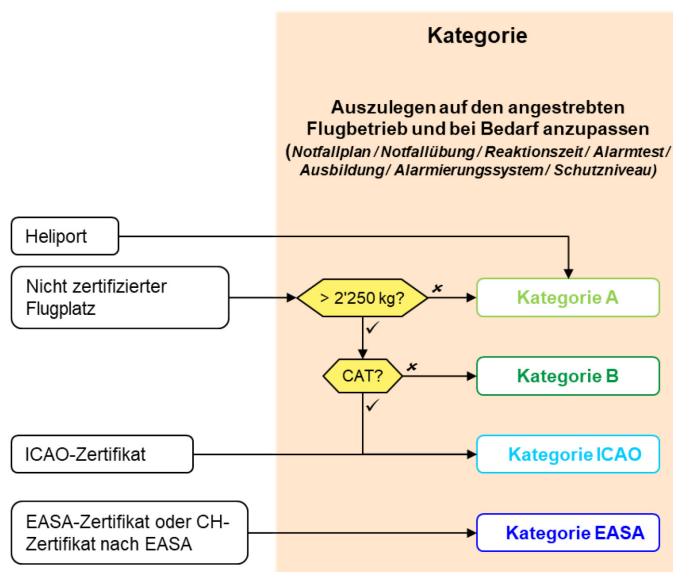 Kategorie
Auszulegen auf den angestrebten
Flugbetrieb und bei Bedarf anzupassen
(Notfallplan / Notfallübung / Reaktionszeit / Alarmtest /
Ausbildung / Alarmierungssystem / Schutzniveau)
Heliport
Nicht zertifizierter
Flugplatz
> 2'250 kg?
Kategorie A
CAT?
Kategorie B
ICAO-Zertifikat
Kategorie ICAO
EASA-Zertifikat oder CH-
Zertifikat nach EASA
Kategorie EASA